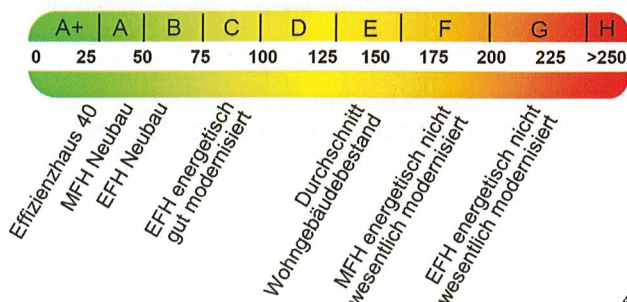 A+ A B C D E F G H
0 25 50 75 100 125 150 175 200 225 >250
Effizienzhaus 40
MFH Neubau
EFH Neubau
EFH energetisch
gut modernisiert
Durchschnitt
Wohngebäudebestand
MFH energetisch nicht
wesentlich modernisiert
EFH energetisch nicht
wesentlich modernisiert